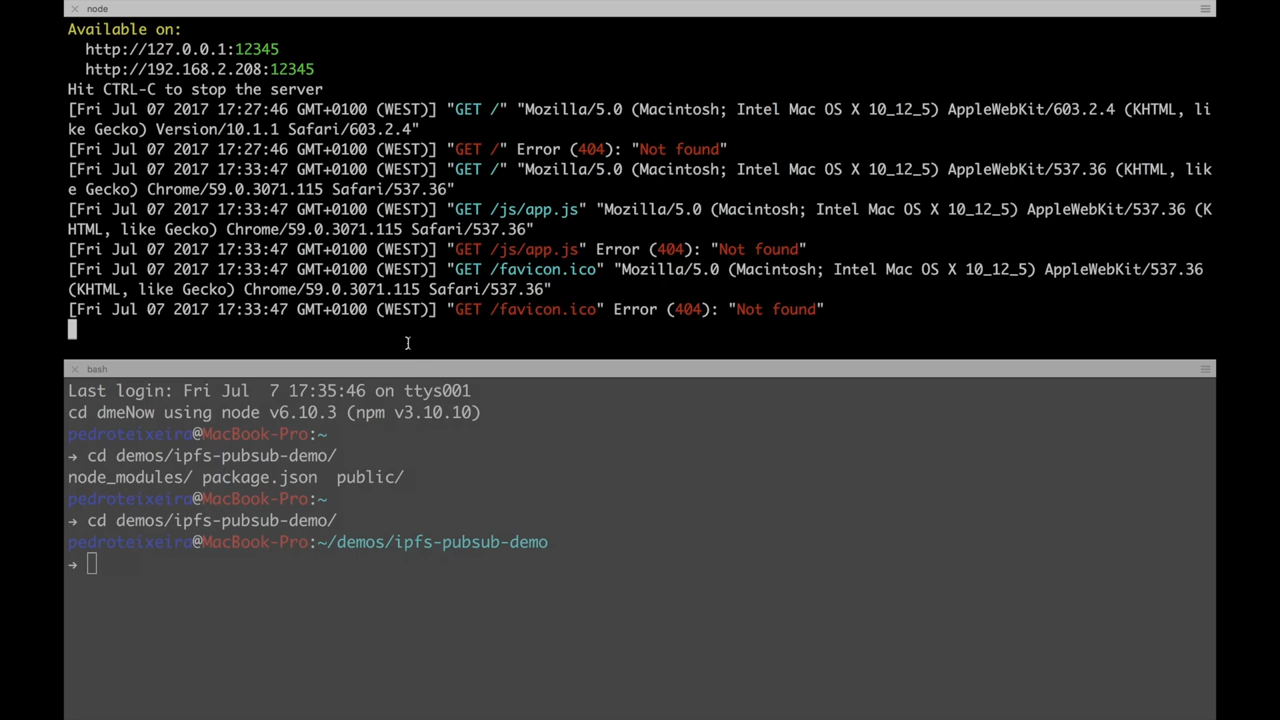 node
Available on:
http://127.0.0.1:12345
http://192.168.2.208:12345
Hit CTRL-C to stop the server
[Fri Jul 07 2017 17:27:46 GMT+0100 (WEST)] "GET /" "Mozilla/5.0 (Macintosh; Intel Mac OS X 10_12_5) AppleWebKit/603.2.4 (KHTML, li
ke Gecko) Version/10.1.1 Safari/603.2.4"
[Fri Jul 07 2017 17:27:46 GMT+0100 (WEST)] "GET /" Error (404): "Not found"
[Fri Jul 07 2017 17:33:47 GMT+0100 (WEST)] "GET /" "Mozilla/5.0 (Macintosh; Intel Mac OS X 10_12_5) AppleWebKit/537.36 (KHTML, lik
e Gecko) Chrome/59.0.3071.115 Safari/537.36"
[Fri Jul 07 2017 17:33:47 GMT+0100 (WEST)] "GET /js/app.js" "Mozilla/5.0 (Macintosh; Intel Mac OS X 10_12_5) AppleWebKit/537.36 (K
HTML, like Gecko) Chrome/59.0.3071.115 Safari/537.36"
[Fri Jul 07 2017 17:33:47 GMT+0100 (WEST)] "GET /js/app.js" Error (404): "Not found"
[Fri Jul 07 2017 17:33:47 GMT+0100 (WEST)] "GET /favicon.ico" "Mozilla/5.0 (Macintosh; Intel Mac OS X 10_12_5) AppleWebKit/537.36
(KHTML, like Gecko) Chrome/59.0.3071.115 Safari/537.36"
[Fri Jul 07 2017 17:33:47 GMT+0100 (WEST)] "GET /favicon.ico" Error (404): "Not found"
bash
Last login: Fri Jul  7 17:35:46 on ttys001
cd dmeNow using node v6.10.3 (npm v3.10.10)
pedroteixeira@MacBook-Pro:~
→ cd demos/ipfs-pubsub-demo/
node_modules/ package.json  public/
pedroteixeira@MacBook-Pro:~
→ cd demos/ipfs-pubsub-demo/
pedroteixeira@MacBook-Pro:~/demos/ipfs-pubsub-demo
→